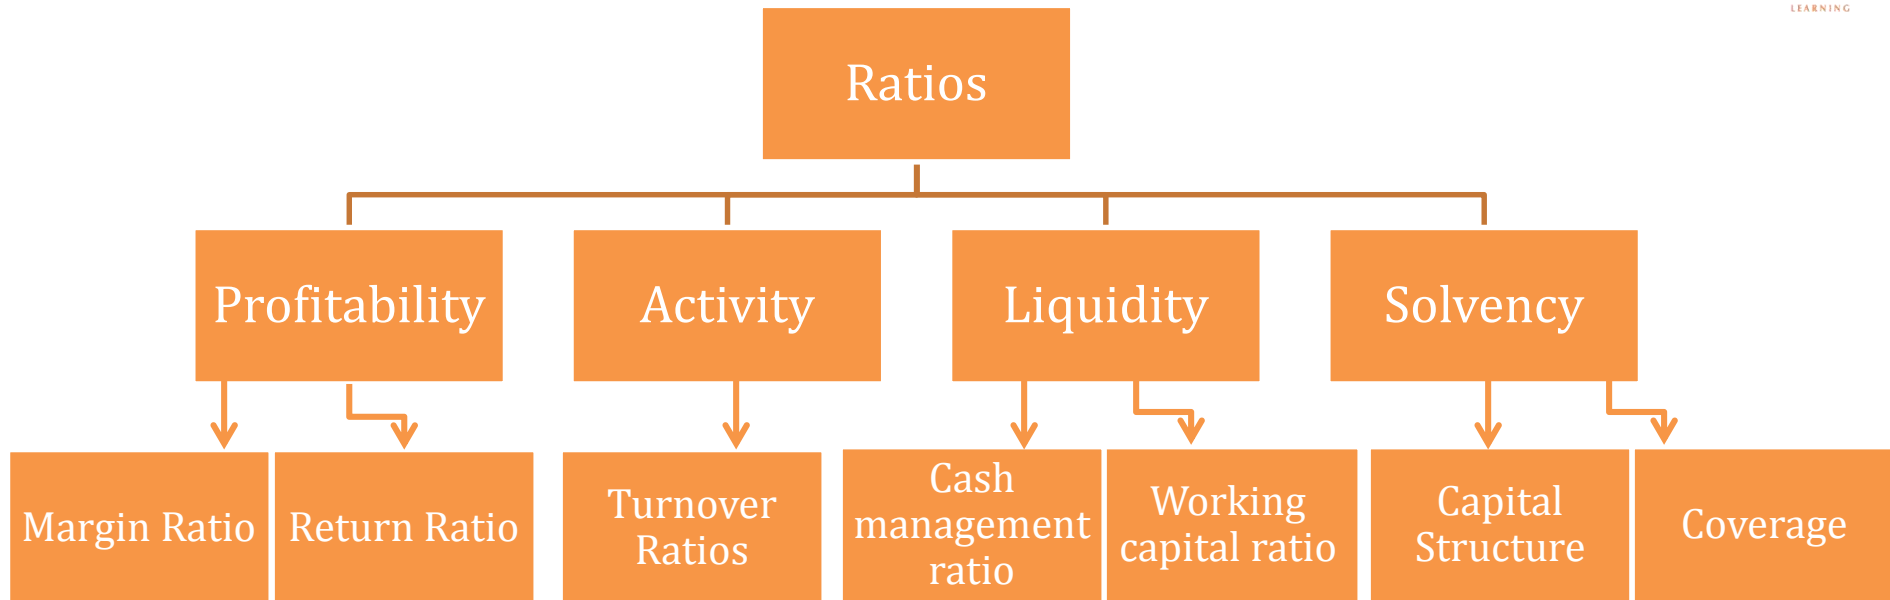 LEARNING
Ratios
Profitability
Activity
Liquidity
Solvency
Margin Ratio
Return Ratio
Turnover
Ratios
Cash
management
ratio
Working
capital ratio
Capital
Structure
Coverage